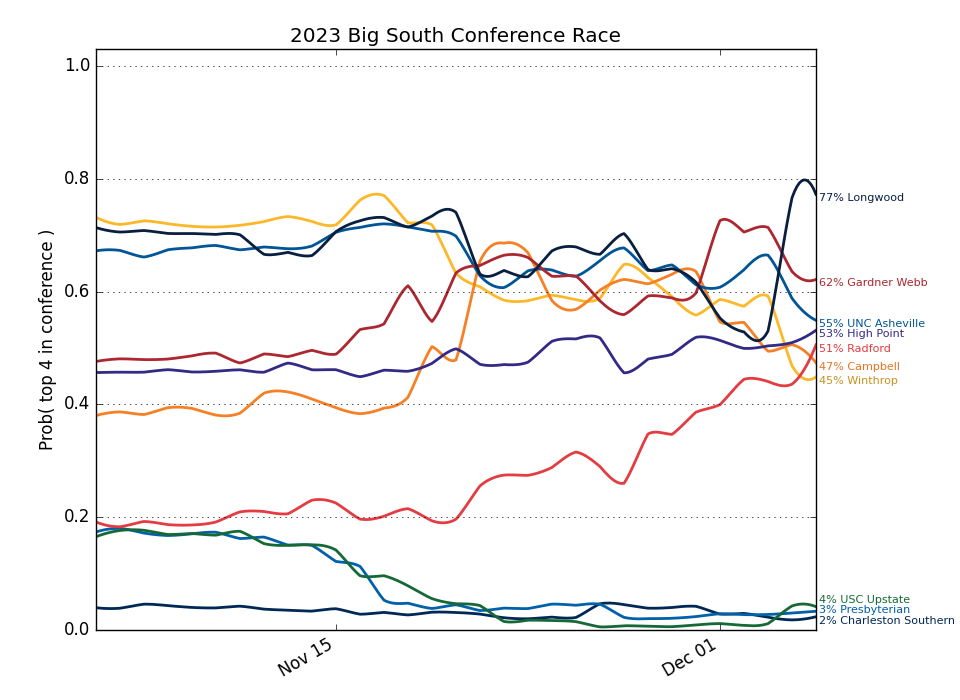 2023 Big South Conference Race
Prob( top 4 in conference )
1.0
0.8
0.6
0.4
0.2
0.0
Nov 15
Dec 01
77% Longwood
62% Gardner Webb
55% UNC Asheville
53% High Point
51% Radford
47% Campbell
45% Winthrop
4% USC Upstate
3% Presbyterian
2% Charleston Southern